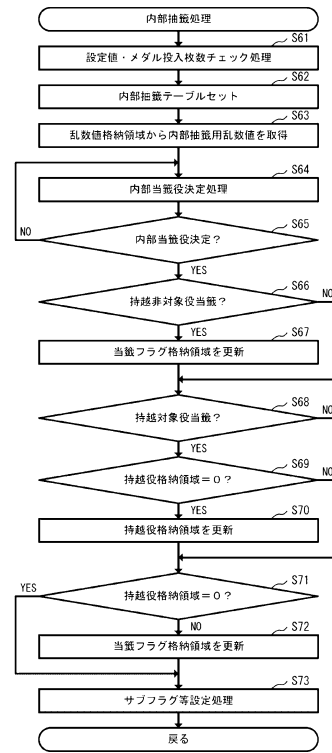 内部抽籤処理
S61
設定値・メダル投入枚数チェック処理
S62
内部抽籤テーブルセット
S63
乱数値格納領域から内部抽籤用乱数値を取得
S64
内部当籤役決定処理
S65
内部当籤役決定？
NO
YES
S66
持越非対象役当籤？
NO
YES
S67
当籤フラグ格納領域を更新
S68
持越対象役当籤？
NO
YES
S69
持越役格納領域＝０？
NO
YES
S70
持越役格納領域を更新
S71
YES
持越役格納領域＝０？
NO
S72
当籤フラグ格納領域を更新
S73
サブフラグ等設定処理
戻る